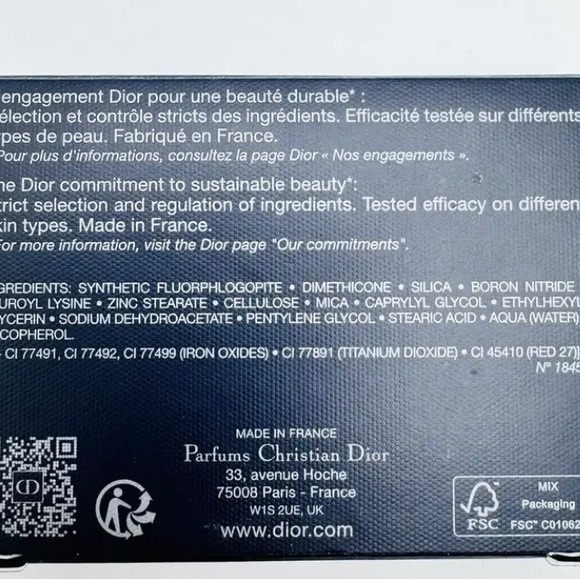 engagement Dior pour une beauté durable* :
élection et contrôle stricts des ingrédients. Efficacité testée sur différents
ypes de peau. Fabriqué en France.
Pour plus d'informations, consultez la page Dior « Nos engagements ».
he Dior commitment to sustainable beauty*:
trict selection and regulation of ingredients. Tested efficacy on differen
kin types. Made in France.
For more information, visit the Dior page "Our commitments".
GREDIENTS: SYNTHETIC FLUORPHLOGOPITE • DIMETHICONE • SILICA • BORON NITRIDE
UROYL LYSINE • ZINC STEARATE • CELLULOSE • MICA • CAPRYLYL GLYCOL • ETHYLHEXYL
YCERIN • SODIUM DEHYDROACETATE • PENTYLENE GLYCOL • STEARIC ACID • AQUA (WATER)
COPHEROL.
CI 77491, CI 77492, CI 77499 (IRON OXIDES) • CI 77891 (TITANIUM DIOXIDE) • CI 45410 (RED 27)]
N° 1845
MADE IN FRANCE
Parfums Christian Dior
33, avenue Hoche
75008 Paris - France
W1S 2UE, UK
www.dior.com
CD
FSC
MIX
Packaging
FSC™ C01062